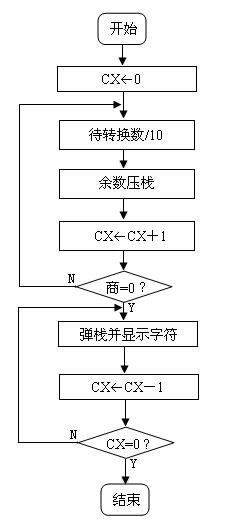 开始
CX←0
待转换数/10
余数压栈
CX←CX＋1
商=0？
N
Y
弹栈并显示字符
CX←CX－1
CX=0？
N
Y
结束